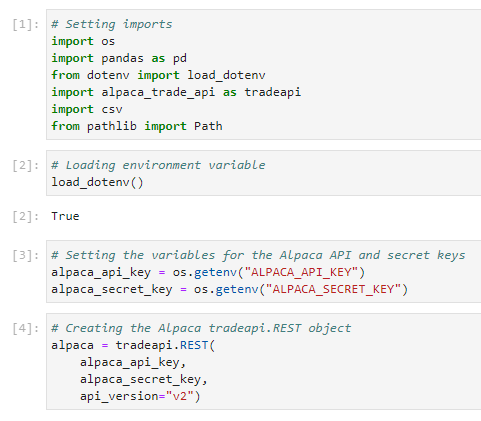 [1]: # Setting imports
import os
import pandas as pd
from dotenv import load_dotenv
import alpaca_trade_api as tradeapi
import csv
from pathlib import Path
[2]: # Loading environment variable
load_dotenv()
[2]: True
[3]: # Setting the variables for the Alpaca API and secret keys
alpaca_api_key = os.getenv("ALPACA_API_KEY")
alpaca_secret_key = os.getenv("ALPACA_SECRET_KEY")
[4]: # Creating the Alpaca tradeapi.REST object
alpaca = tradeapi.REST(
    alpaca_api_key,
    alpaca_secret_key,
    api_version="v2")